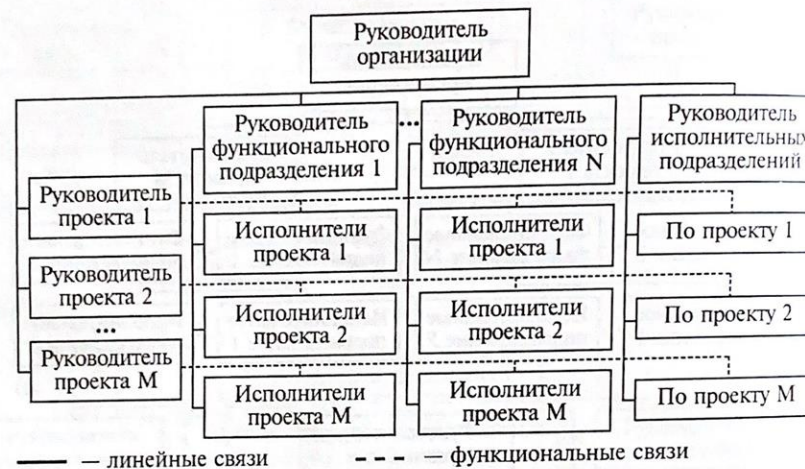 Руководитель
организации
Руководитель
функционального
подразделения 1
...
Руководитель
функционального
подразделения N
Руководитель
исполнительных
подразделений
Руководитель
проекта 1
...
Руководитель
проекта 2
Руководитель
проекта M
Исполнители
проекта 1
Исполнители
проекта 1
По проекту 1
Исполнители
проекта 2
Исполнители
проекта 2
По проекту 2
Исполнители
проекта M
Исполнители
проекта M
По проекту M
— линейные связи
— функциональные связи